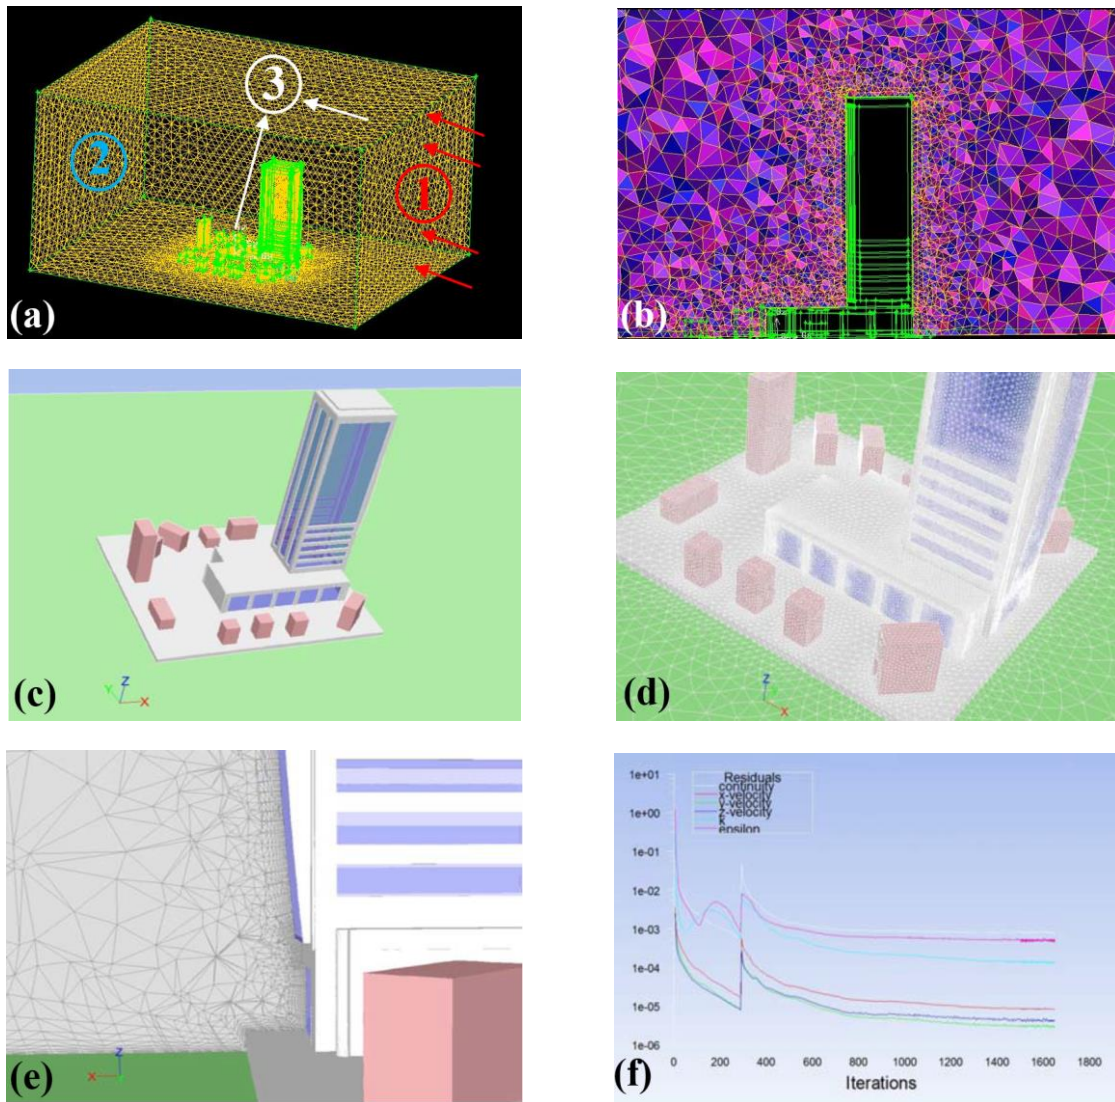 ③
②
①
(a)
(b)
Z
Y
X
(c)
Z
Y
X
(d)
Z
X
(e)
1e+01
1e+00
1e-01
1e-02
1e-03
1e-04
1e-05
1e-06
Residuals
continuity
x-velocity
y-velocity
z-velocity
k
epsilon
0 200 400 600 800 1000 1200 1400 1600 1800
Iterations
(f)